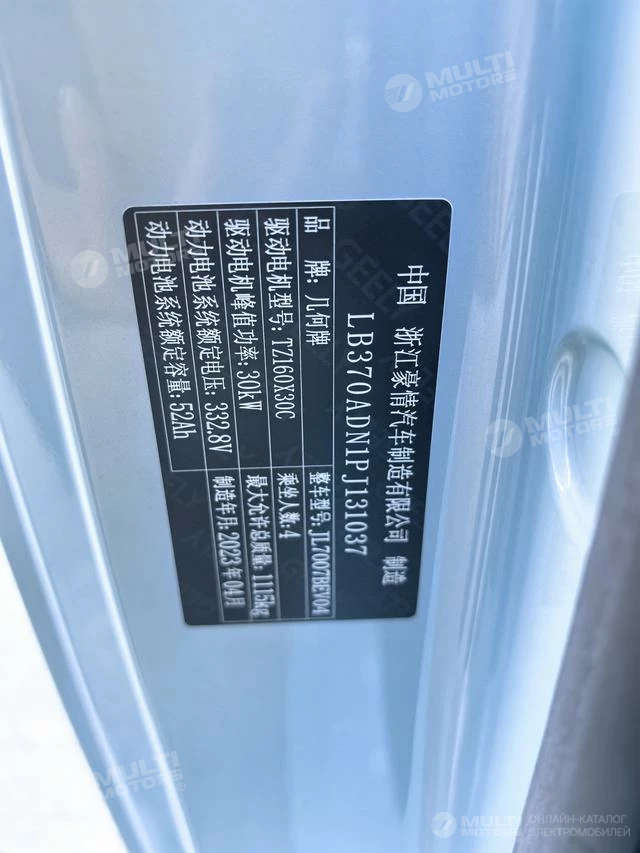 中国 浙江豪情汽车制造有限公司 制造
LB370ADN1PJ131037
品 牌: 几何牌 整车型号: JL7007BEV04
驱动电机型号: TZ160X30C 乘坐人数: 4
驱动电机峰值功率: 30kW 最大允许总质量: 1115kg
动力电池系统额定电压: 332.8V 制造年月: 2023年04月
动力电池系统额定容量: 52Ah
GEELY
MULTI
MOTORS
MULTI
MOTORS
MULTI
MOTORS
MULTI
MOTORS
MULTI
MOTORS
ОНЛАЙН-КАТАЛОГ
ЭЛЕКТРОМОБИЛЕЙ